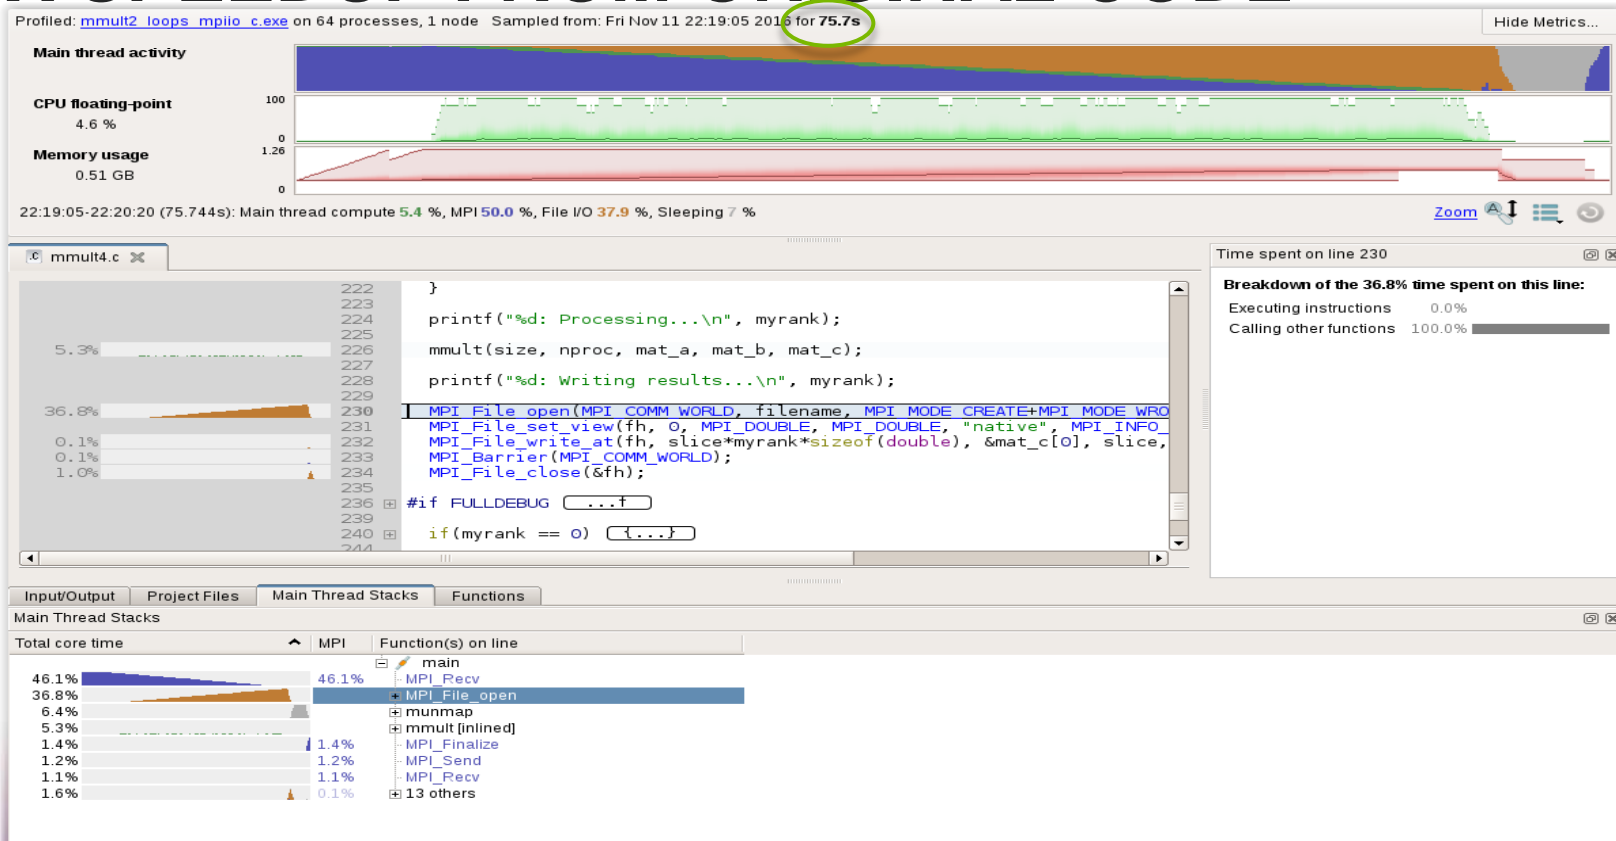 Profiled: mmult2_loops_mpiio_c.exe on 64 processes, 1 node Sampled from: Fri Nov 11 22:19:05 2016 for 75.7s
Hide Metrics...
Main thread activity
CPU floating-point
4.6 %
100
0
Memory usage
0.51 GB
1.26
0
22:19:05-22:20:20 (75.744s): Main thread compute 5.4 %, MPI 50.0 %, File I/O 37.9 %, Sleeping 7 %
Zoom
mmult4.c
222 }
223
224 printf("%d: Processing...\n", myrank);
225
5.3% 226 mmult(size, nproc, mat_a, mat_b, mat_c);
227
228 printf("%d: Writing results...\n", myrank);
229
36.8% 230 MPI_File_open(MPI_COMM_WORLD, filename, MPI_MODE_CREATE+MPI_MODE_WRO
231 MPI_File_set_view(fh, 0, MPI_DOUBLE, MPI_DOUBLE, "native", MPI_INFO_
0.1% 232 MPI_File_write_at(fh, slice*myrank*sizeof(double), &mat_c[0], slice,
0.1% 233 MPI_Barrier(MPI_COMM_WORLD);
1.0% 234 MPI_File_close(&fh);
235
236 #if FULLDEBUG ...f
239
240 if(myrank == 0) {...}
244
Time spent on line 230
Breakdown of the 36.8% time spent on this line:
Executing instructions 0.0%
Calling other functions 100.0%
Input/Output Project Files Main Thread Stacks Functions
Main Thread Stacks
Total core time MPI Function(s) on line
main
46.1% 46.1% MPI_Recv
36.8% MPI_File_open
6.4% munmap
5.3% mmult [inlined]
1.4% 1.4% MPI_Finalize
1.2% 1.2% MPI_Send
1.1% 1.1% MPI_Recv
1.6% 0.1% 13 others